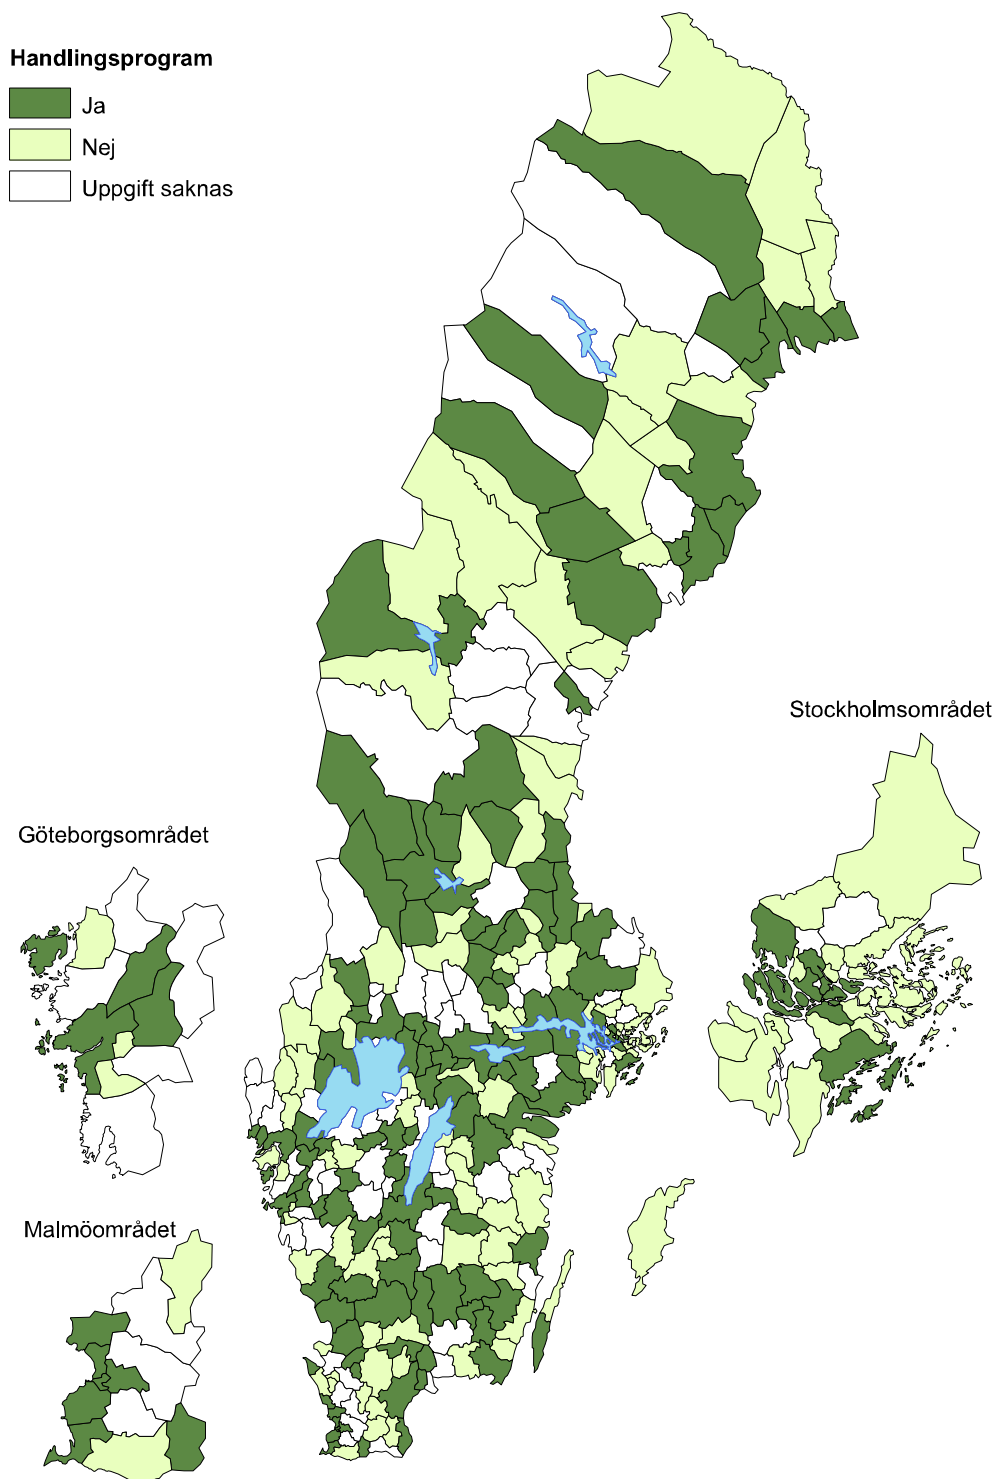 Handlingsprogram
Ja
Nej
Uppgift saknas
Stockholmsområdet
Göteborgsområdet
Malmöområdet